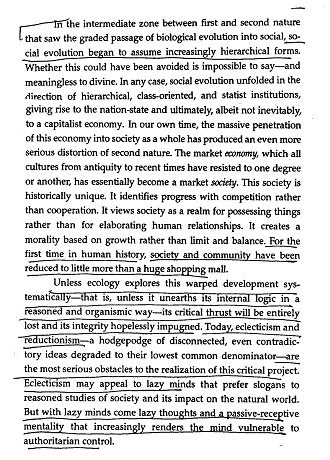 In the intermediate zone between first and second nature
that saw the graded passage of biological evolution into social, so-
cial evolution began to assume increasingly hierarchical forms.
Whether this could have been avoided is impossible to say—and
meaningless to divine. In any case, social evolution unfolded in the
direction of hierarchical, class-oriented, and statist institutions,
giving rise to the nation-state and ultimately, albeit not inevitably,
to a capitalist economy. In our own time, the massive penetration
of this economy into society as a whole has produced an even more
serious distortion of second nature. The market economy, which all
cultures from antiquity to recent times have resisted to one degree
or another, has essentially become a market society. This society is
historically unique. It identifies progress with competition rather
than cooperation. It views society as a realm for possessing things
rather than for elaborating human relationships. It creates a
morality based on growth rather than limit and balance. For the
first time in human history, society and community have been
reduced to little more than a huge shopping mall.
Unless ecology explores this warped development sys-
tematically—that is, unless it unearths its internal logic in a
reasoned and organismic way—its critical thrust will be entirely
lost and its integrity hopelessly impugned. Today, eclecticism and
reductionism—a hodgepodge of disconnected, even contradic-
tory ideas degraded to their lowest common denominator—are
the most serious obstacles to the realization of this critical project.
Eclecticism may appeal to lazy minds that prefer slogans to
reasoned studies of society and its impact on the natural world.
But with lazy minds come lazy thoughts and a passive-receptive
mentality that increasingly renders the mind vulnerable to
authoritarian control.